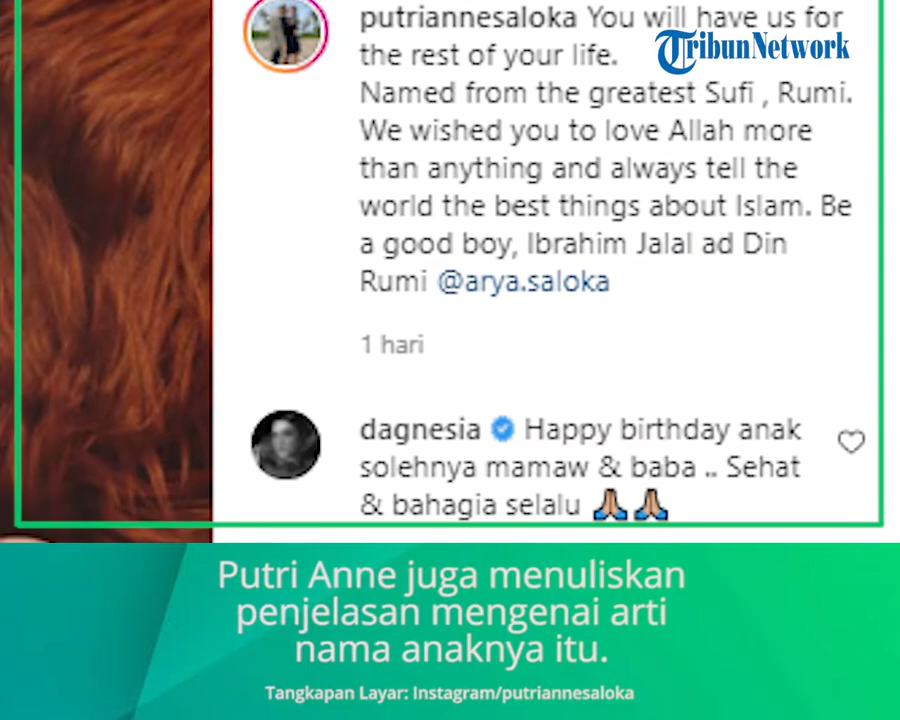 putriannesaloka You will have us for
the rest of your life.
TribunNetwork
Named from the greatest Sufi , Rumi.
We wished you to love Allah more
than anything and always tell the
world the best things about Islam. Be
a good boy, Ibrahim Jalal ad Din
Rumi @arya.saloka
1 hari
dagnesia Happy birthday anak
solehnya mamaw & baba .. Sehat
& bahagia selalu 🙏🙏
Putri Anne juga menuliskan
penjelasan mengenai arti
nama anaknya itu.
Tangkapan Layar: Instagram/putriannesaloka